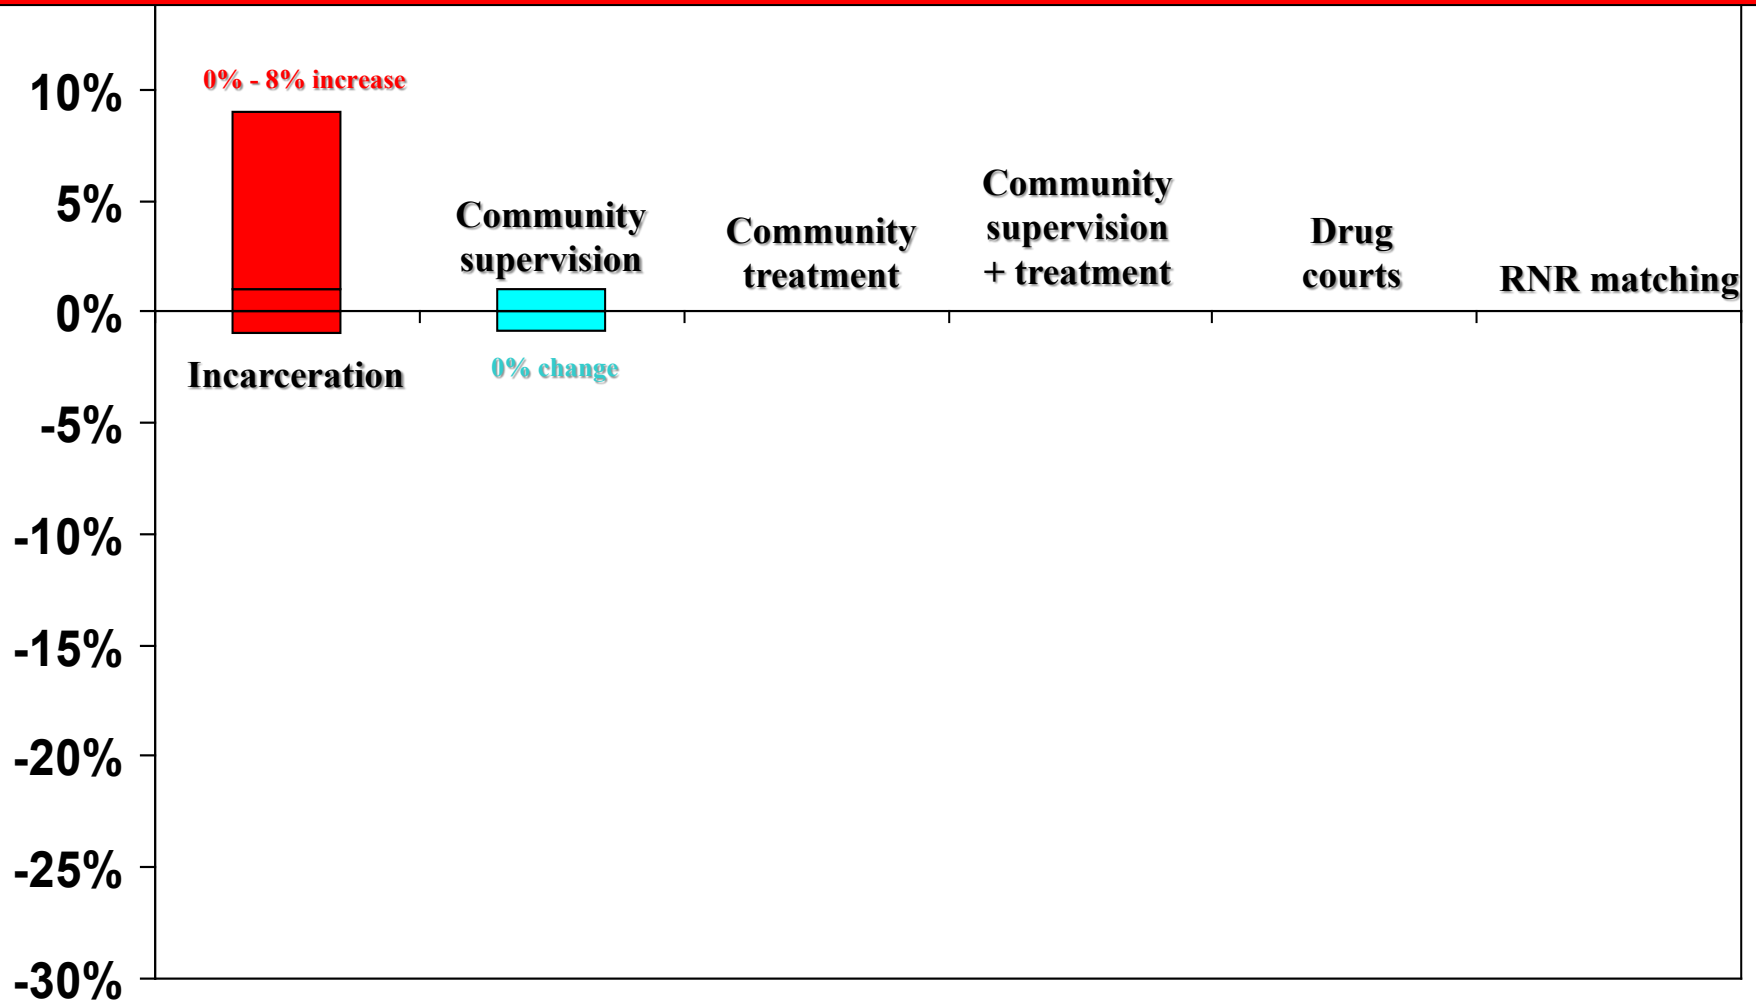 10%
5%
0%
-5%
-10%
-15%
-20%
-25%
-30%
0% - 8% increase
Incarceration
Community
supervision
0% change
Community
treatment
Community
supervision
+ treatment
Drug
courts
RNR matching